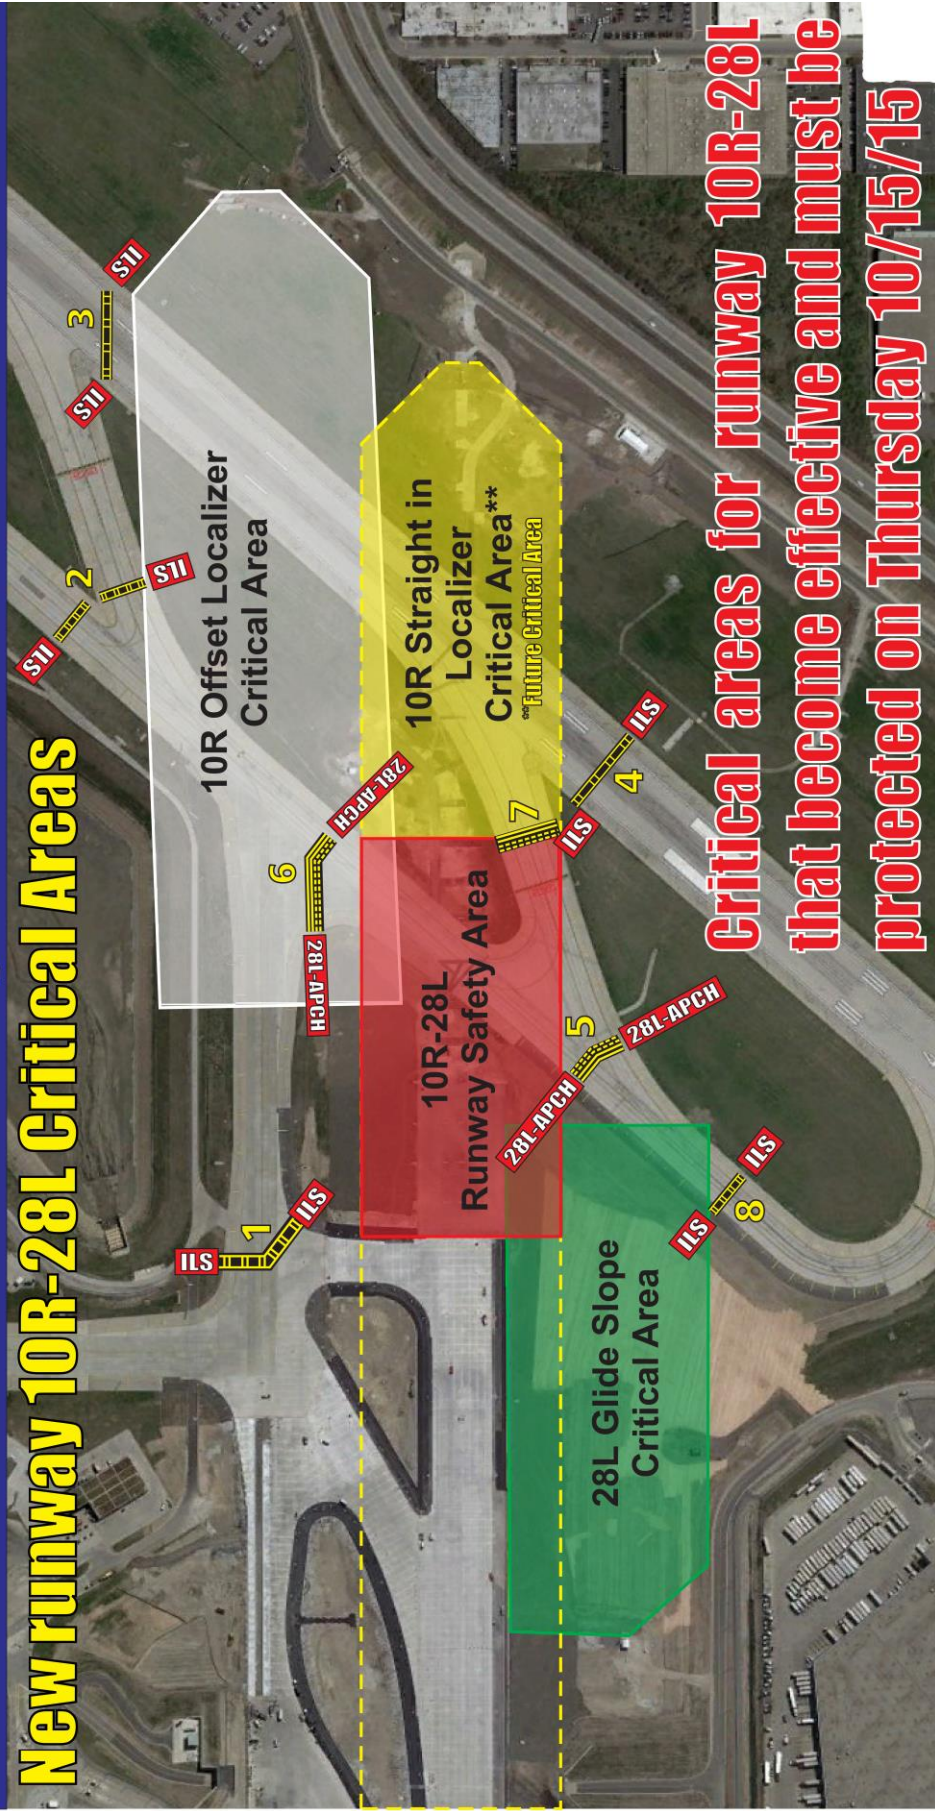 New runway 10R-28L Critical Areas
3
ILS
ILS
2
ILS
ILS
10R Offset Localizer
Critical Area
10R Straight in
Localizer
Critical Area**
**Future Critical Area
6
28L-APCH
28L-APCH
7
4
ILS
ILS
10R-28L
Runway Safety Area
5
28L-APCH
28L-APCH
1
ILS
ILS
28L Glide Slope
Critical Area
8
ILS
ILS
Critical areas for runway 10R-28L
that become effective and must be
protected on Thursday 10/15/15